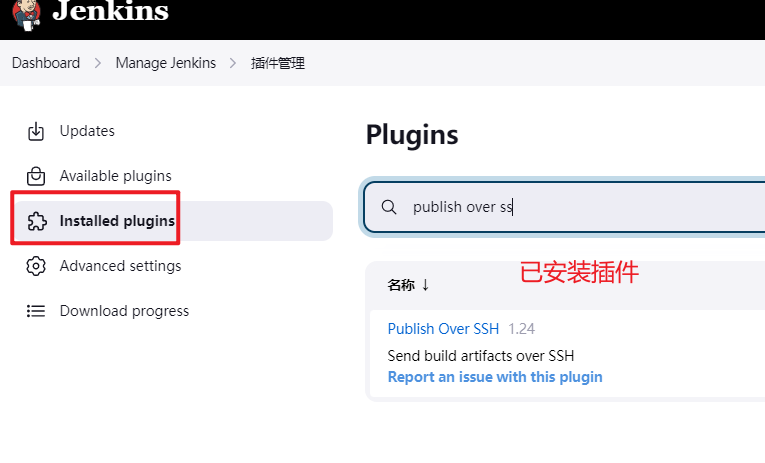 Jenkins
Dashboard > Manage Jenkins > 插件管理
Updates
Available plugins
Installed plugins
Advanced settings
Download progress
Plugins
publish over ss
已安装插件
名称 ↓
Publish Over SSH 1.24
Send build artifacts over SSH
Report an issue with this plugin